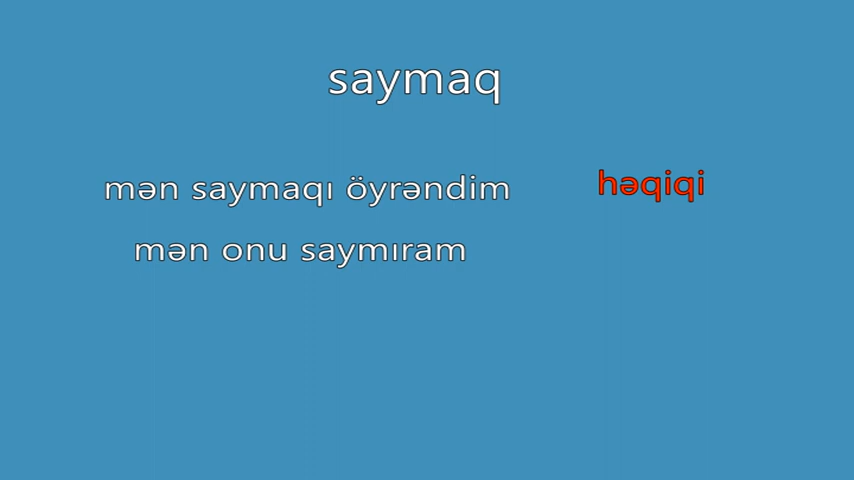 saymaq
mən saymaqı öyrəndim
həqiqi
mən onu saymıram